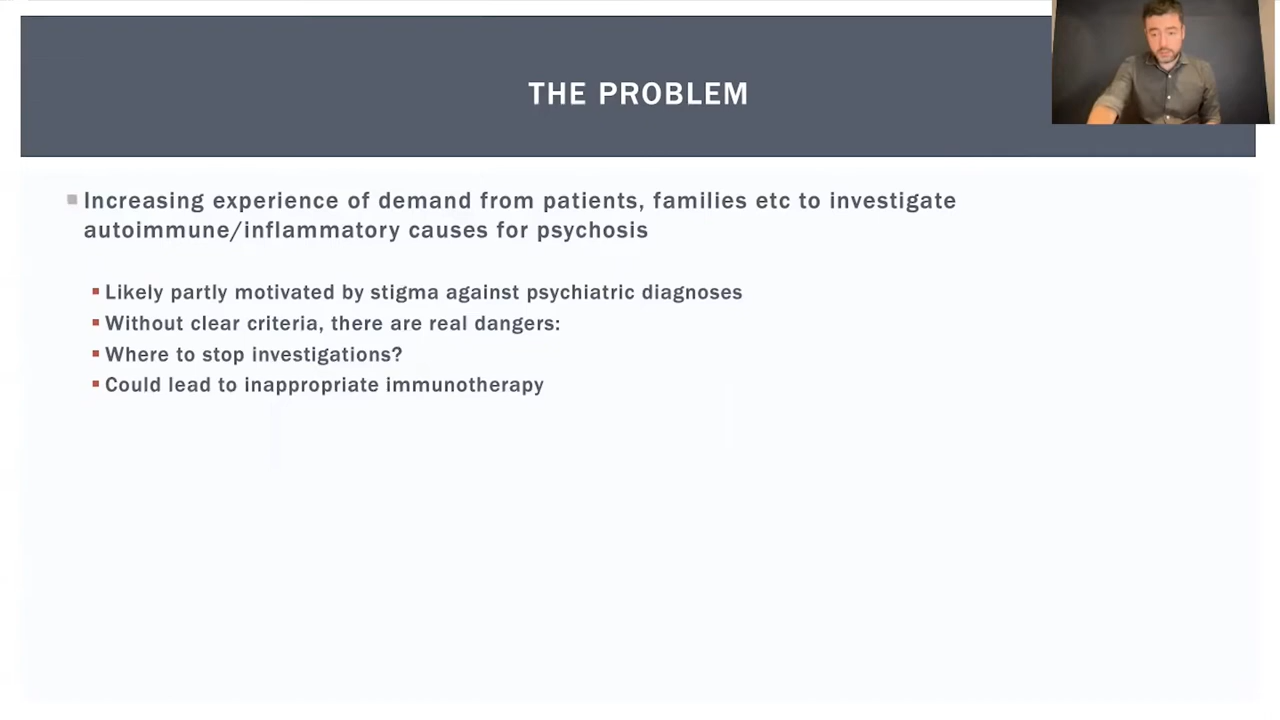 THE PROBLEM
Increasing experience of demand from patients, families etc to investigate
autoimmune/inflammatory causes for psychosis
Likely partly motivated by stigma against psychiatric diagnoses
Without clear criteria, there are real dangers:
Where to stop investigations?
Could lead to inappropriate immunotherapy